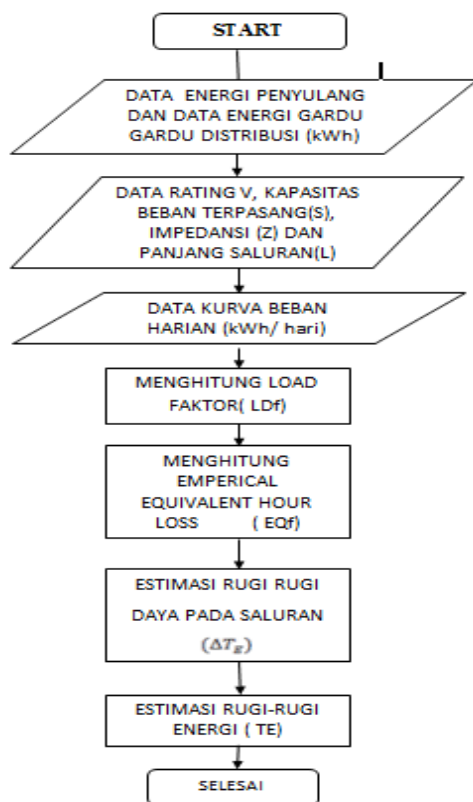 START
DATA ENERGI PENYULANG
DAN DATA ENERGI GARDU
GARDU DISTRIBUSI (kWh)
DATA RATING V, KAPASITAS
BEBAN TERPASANG(S),
IMPEDANSI (Z) DAN
PANJANG SALURAN(L)
DATA KURVA BEBAN
HARIAN (kWh/ hari)
MENGHITUNG LOAD
FAKTOR( LDf)
MENGHITUNG
EMPERICAL
EQUIVALENT HOUR
LOSS ( EQf)
ESTIMASI RUGI RUGI
DAYA PADA SALURAN
(ΔT_E)
ESTIMASI RUGI-RUGI
ENERGI ( TE)
SELESAI